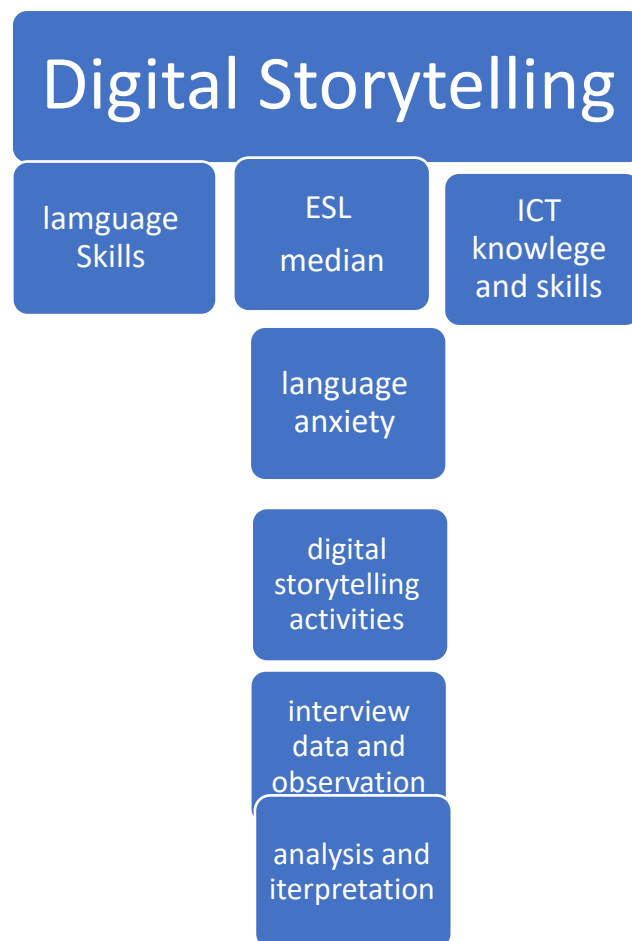 Digital Storytelling
lamguage
Skills
ESL
median
ICT
knowlege
and skills
language
anxiety
digital
storytelling
activities
interview
data and
observation
analysis and
iterpretation